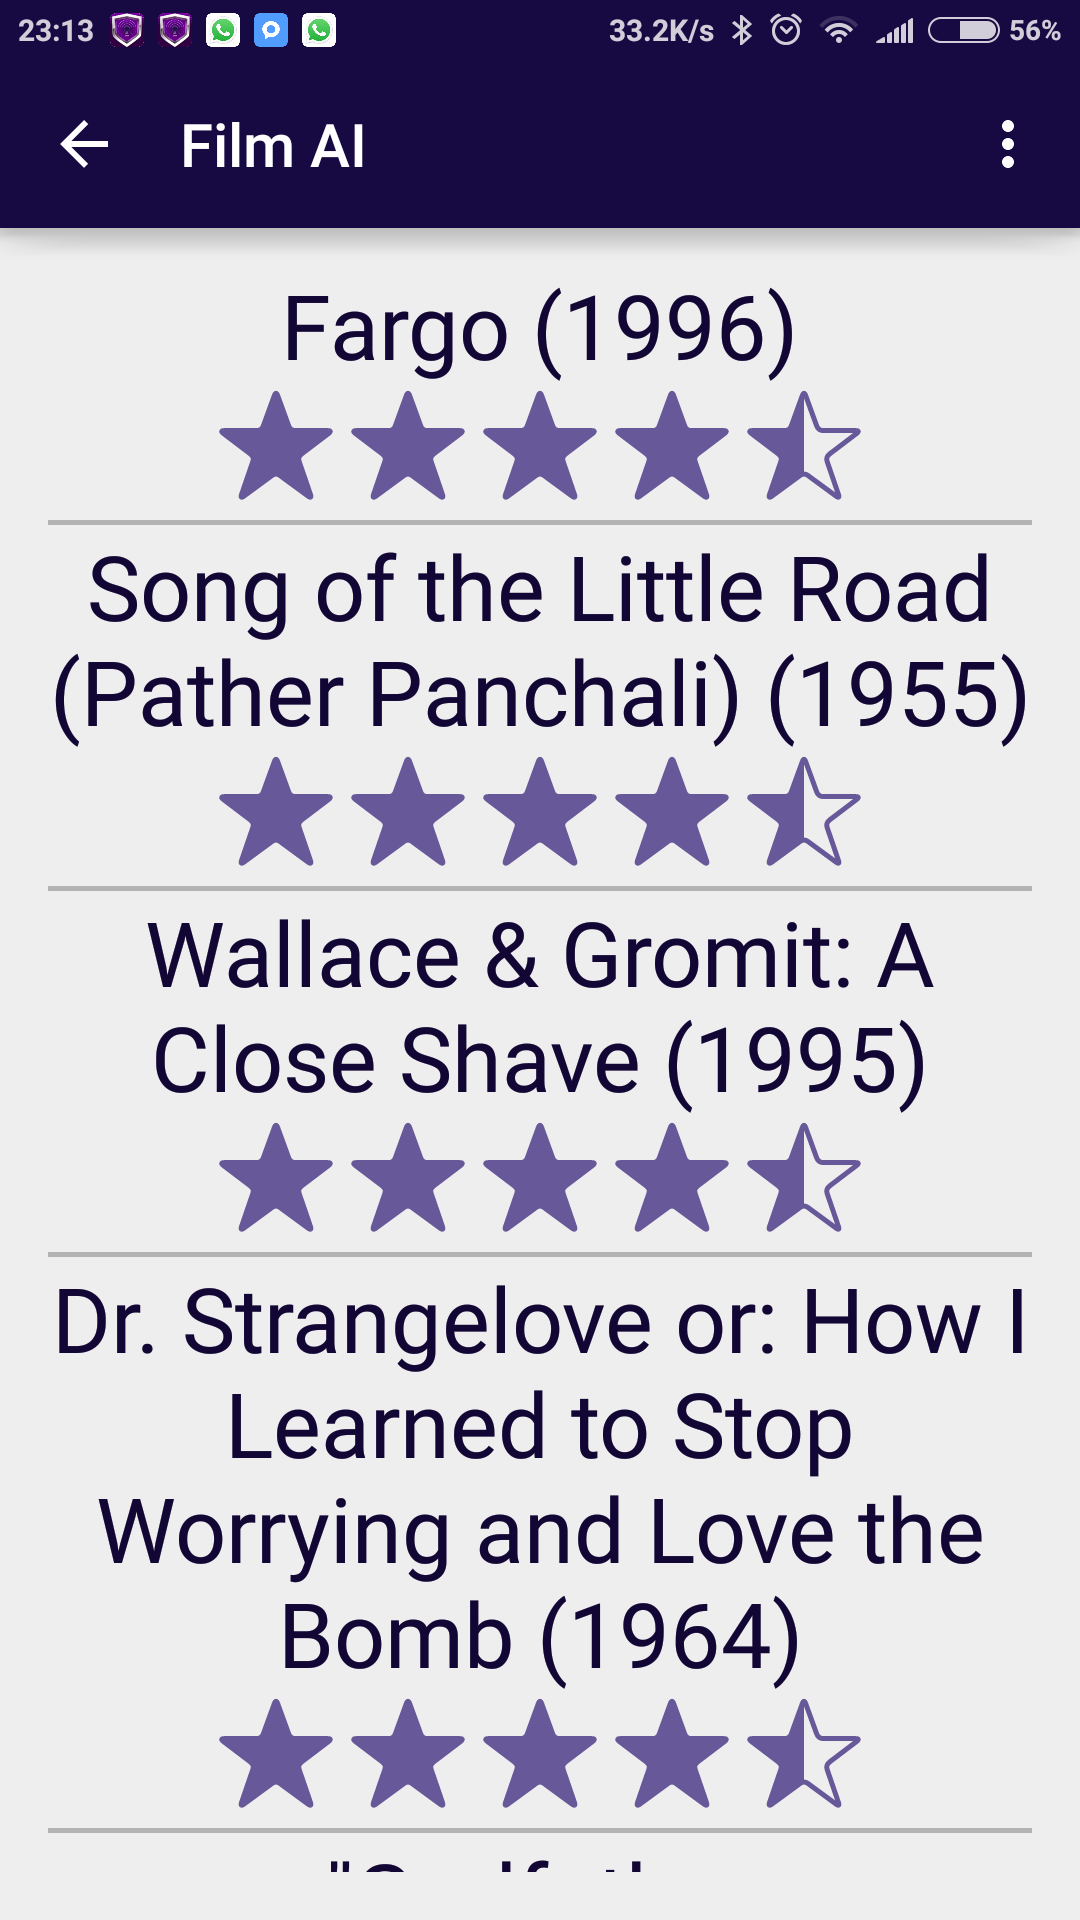 23:13
33.2K/s
56%
Film AI
Fargo (1996)
Song of the Little Road
(Pather Panchali) (1955)
Wallace & Gromit: A
Close Shave (1995)
Dr. Strangelove or: How I
Learned to Stop
Worrying and Love the
Bomb (1964)